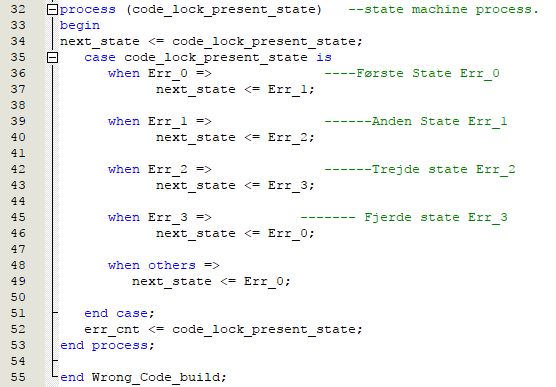 32 process (code_lock_present_state) --state machine process.
33 begin
34 next_state <= code_lock_present_state;
35 case code_lock_present_state is
36 when Err_0 => ----Første State Err_0
37 next_state <= Err_1;
38
39 when Err_1 => ------Anden State Err_1
40 next_state <= Err_2;
41
42 when Err_2 => ------Trejde state Err_2
43 next_state <= Err_3;
44
45 when Err_3 => ------- Fjerde state Err_3
46 next_state <= Err_0;
47
48 when others =>
49 next_state <= Err_0;
50
51 end case;
52 err_cnt <= code_lock_present_state;
53 end process;
54
55 end Wrong_Code_build;